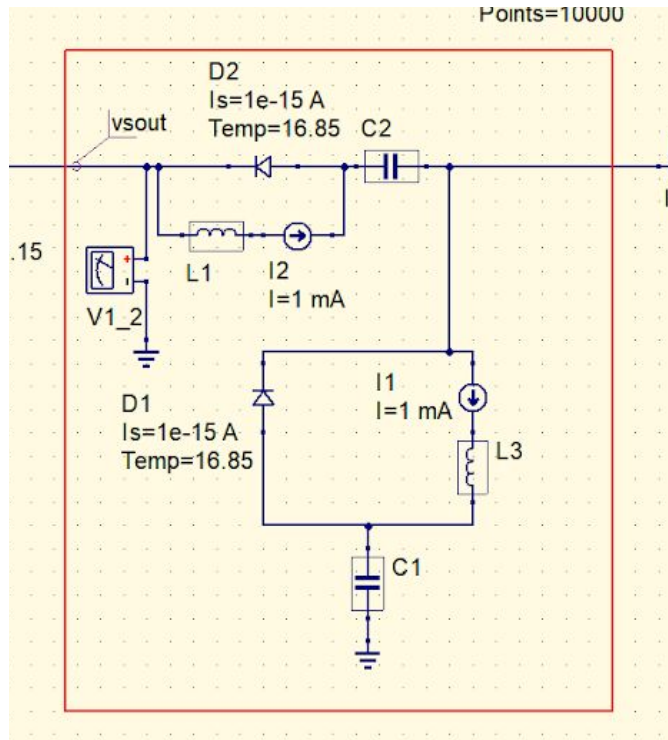 Points=10000
D2
Is=1e-15 A
Temp=16.85
C2
vsout
.15
L1
I2
I=1 mA
V1_2
D1
Is=1e-15 A
Temp=16.85
I1
I=1 mA
L3
C1